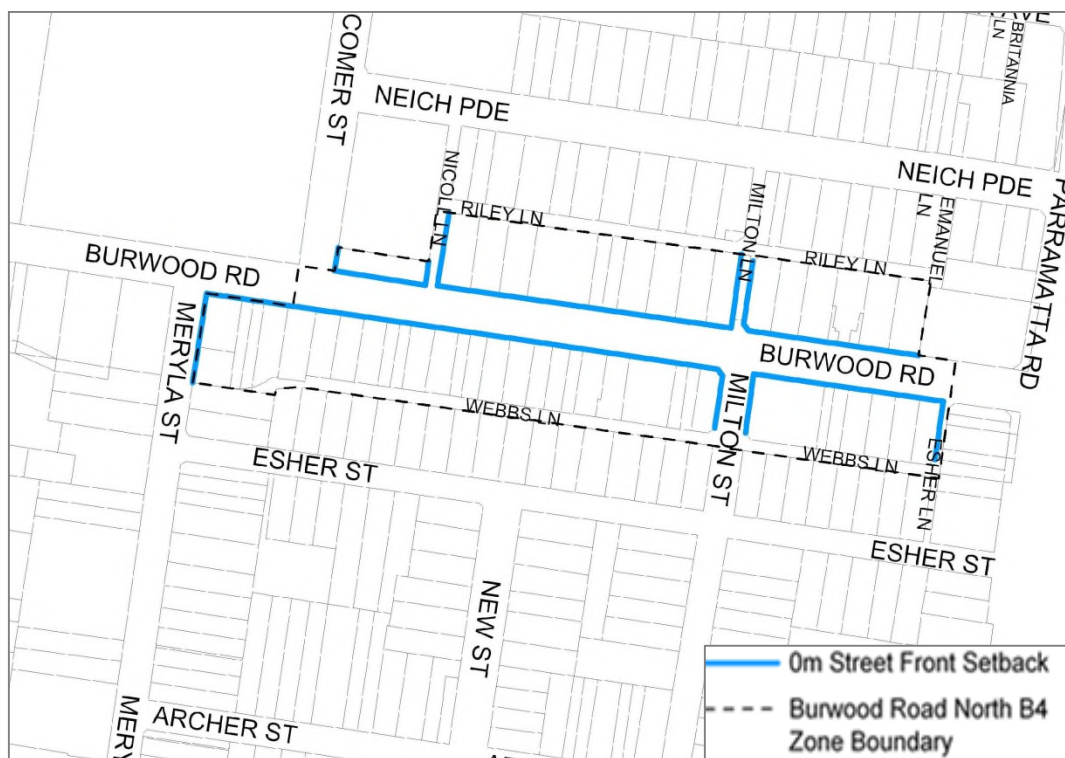 AVE
BRITANNIA
LN
COMER ST
NEICH PDE
NEICH PDE
PARRAMATTA RD
NICOLL LN
MILTON LN
EMANUEL
LN
RILEY LN
RILEY LN
BURWOOD RD
BURWOOD RD
MERYLA ST
WEBBS LN
MILTON ST
WEBBS LN
ESHER LN
ESHER ST
ESHER ST
NEW ST
MERY
ARCHER ST
0m Street Front Setback
Burwood Road North B4
Zone Boundary